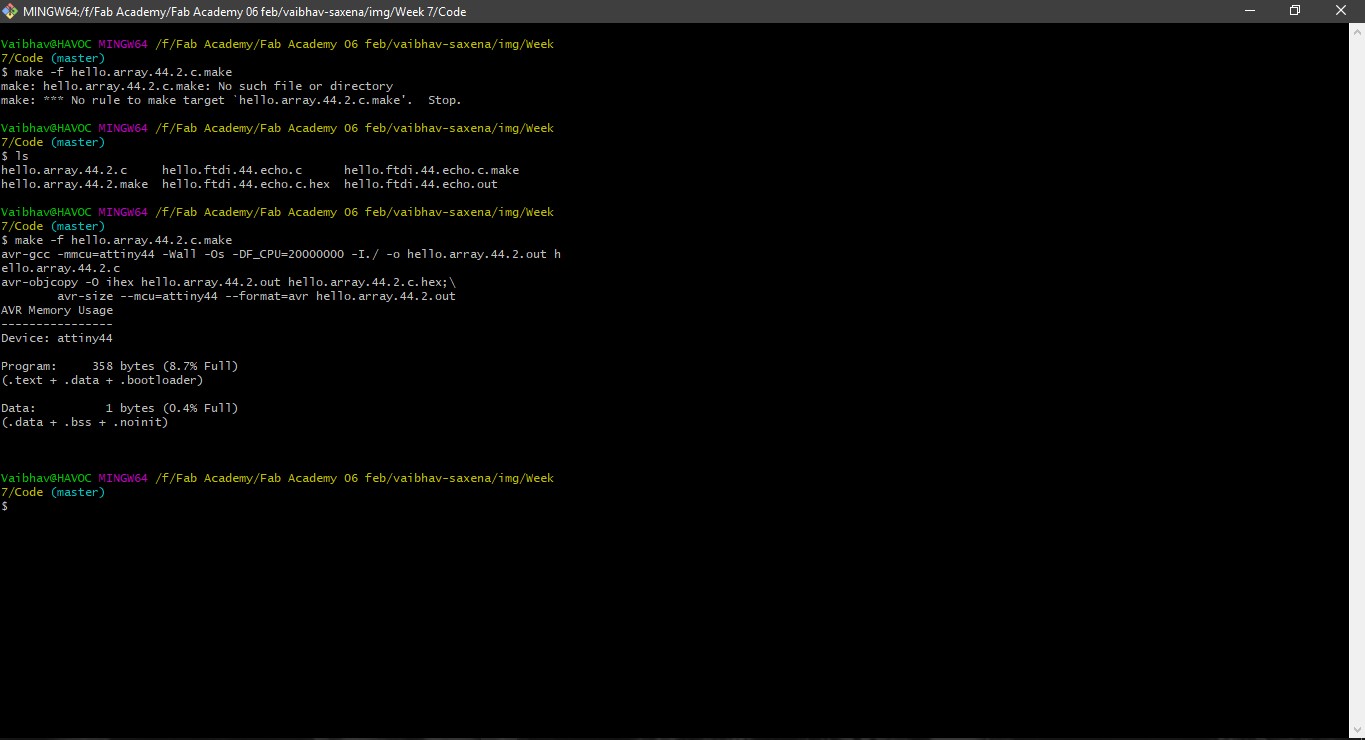 MINGW64:/f/Fab Academy/Fab Academy 06 feb/vaibhav-saxena/img/Week 7/Code
Vaibhav@HAVOC MINGW64 /f/Fab Academy/Fab Academy 06 feb/vaibhav-saxena/img/Week
7/Code (master)
$ make -f hello.array.44.2.c.make
make: hello.array.44.2.c.make: No such file or directory
make: *** No rule to make target `hello.array.44.2.c.make'.  Stop.
Vaibhav@HAVOC MINGW64 /f/Fab Academy/Fab Academy 06 feb/vaibhav-saxena/img/Week
7/Code (master)
$ ls
hello.array.44.2.c     hello.ftdi.44.echo.c      hello.ftdi.44.echo.c.make
hello.array.44.2.make  hello.ftdi.44.echo.c.hex  hello.ftdi.44.echo.out
Vaibhav@HAVOC MINGW64 /f/Fab Academy/Fab Academy 06 feb/vaibhav-saxena/img/Week
7/Code (master)
$ make -f hello.array.44.2.c.make
avr-gcc -mmcu=attiny44 -Wall -Os -DF_CPU=20000000 -I./ -o hello.array.44.2.out h
ello.array.44.2.c
avr-objcopy -O ihex hello.array.44.2.out hello.array.44.2.c.hex;\
        avr-size --mcu=attiny44 --format=avr hello.array.44.2.out
AVR Memory Usage
----------------
Device: attiny44
Program:     358 bytes (8.7% Full)
(.text + .data + .bootloader)
Data:          1 bytes (0.4% Full)
(.data + .bss + .noinit)
Vaibhav@HAVOC MINGW64 /f/Fab Academy/Fab Academy 06 feb/vaibhav-saxena/img/Week
7/Code (master)
$